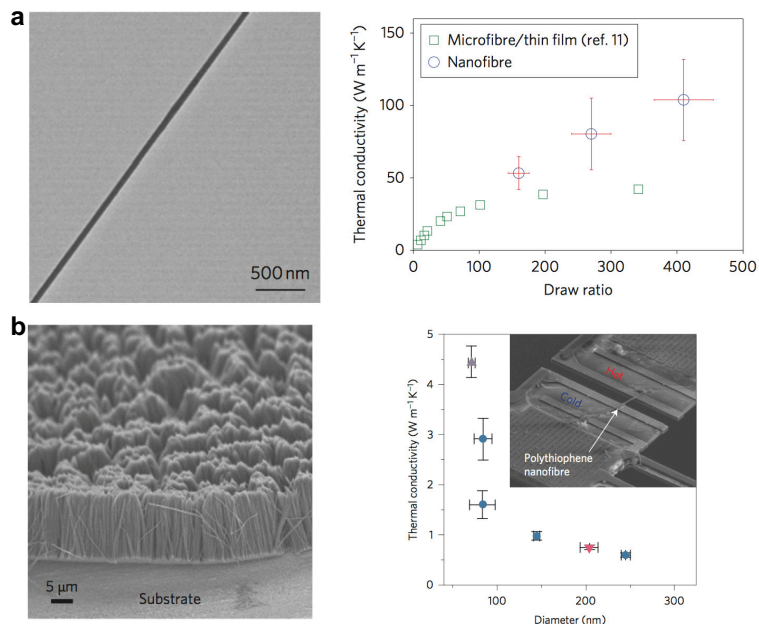 a
500 nm
Thermal conductivity (W m⁻¹ K⁻¹)
150
100
50
0
Microfibre/thin film (ref. 11)
Nanofibre
0 100 200 300 400 500
Draw ratio
b
5 μm
Substrate
Thermal conductivity (W m⁻¹ K⁻¹)
5
4
3
2
1
0
Hot
Cold
Polythiophene
nanofibre
100 200 300
Diameter (nm)